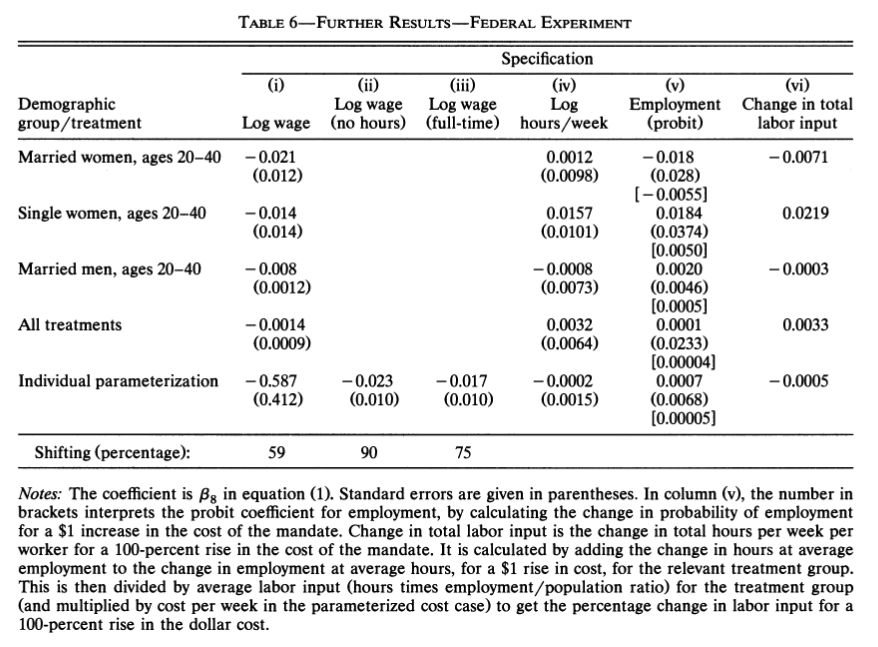 TABLE 6—FURTHER RESULTS—FEDERAL EXPERIMENT
Specification
(i) (ii) (iii) (iv) (v) (vi)
Demographic Log wage Log wage Log Employment Change in total
group/treatment Log wage (no hours) (full-time) hours/week (probit) labor input
Married women, ages 20–40 −0.021 0.0012 −0.018 −0.0071
(0.012) (0.0098) (0.028)
[−0.0055]
Single women, ages 20–40 −0.014 0.0157 0.0184 0.0219
(0.014) (0.0101) (0.0374)
[0.0050]
Married men, ages 20–40 −0.008 −0.0008 0.0020 −0.0003
(0.0012) (0.0073) (0.0046)
[0.0005]
All treatments −0.0014 0.0032 0.0001 0.0033
(0.0009) (0.0064) (0.0233)
[0.00004]
Individual parameterization −0.587 −0.023 −0.017 −0.0002 0.0007 −0.0005
(0.412) (0.010) (0.010) (0.0015) (0.0068)
[0.00005]
Shifting (percentage): 59 90 75
Notes: The coefficient is β8 in equation (1). Standard errors are given in parentheses. In column (v), the number in
brackets interprets the probit coefficient for employment, by calculating the change in probability of employment
for a $1 increase in the cost of the mandate. Change in total labor input is the change in total hours per week per
worker for a 100-percent rise in the cost of the mandate. It is calculated by adding the change in hours at average
employment to the change in employment at average hours, for a $1 rise in cost, for the relevant treatment group.
This is then divided by average labor input (hours times employment/population ratio) for the treatment group
(and multiplied by cost per week in the parameterized cost case) to get the percentage change in labor input for a
100-percent rise in the dollar cost.